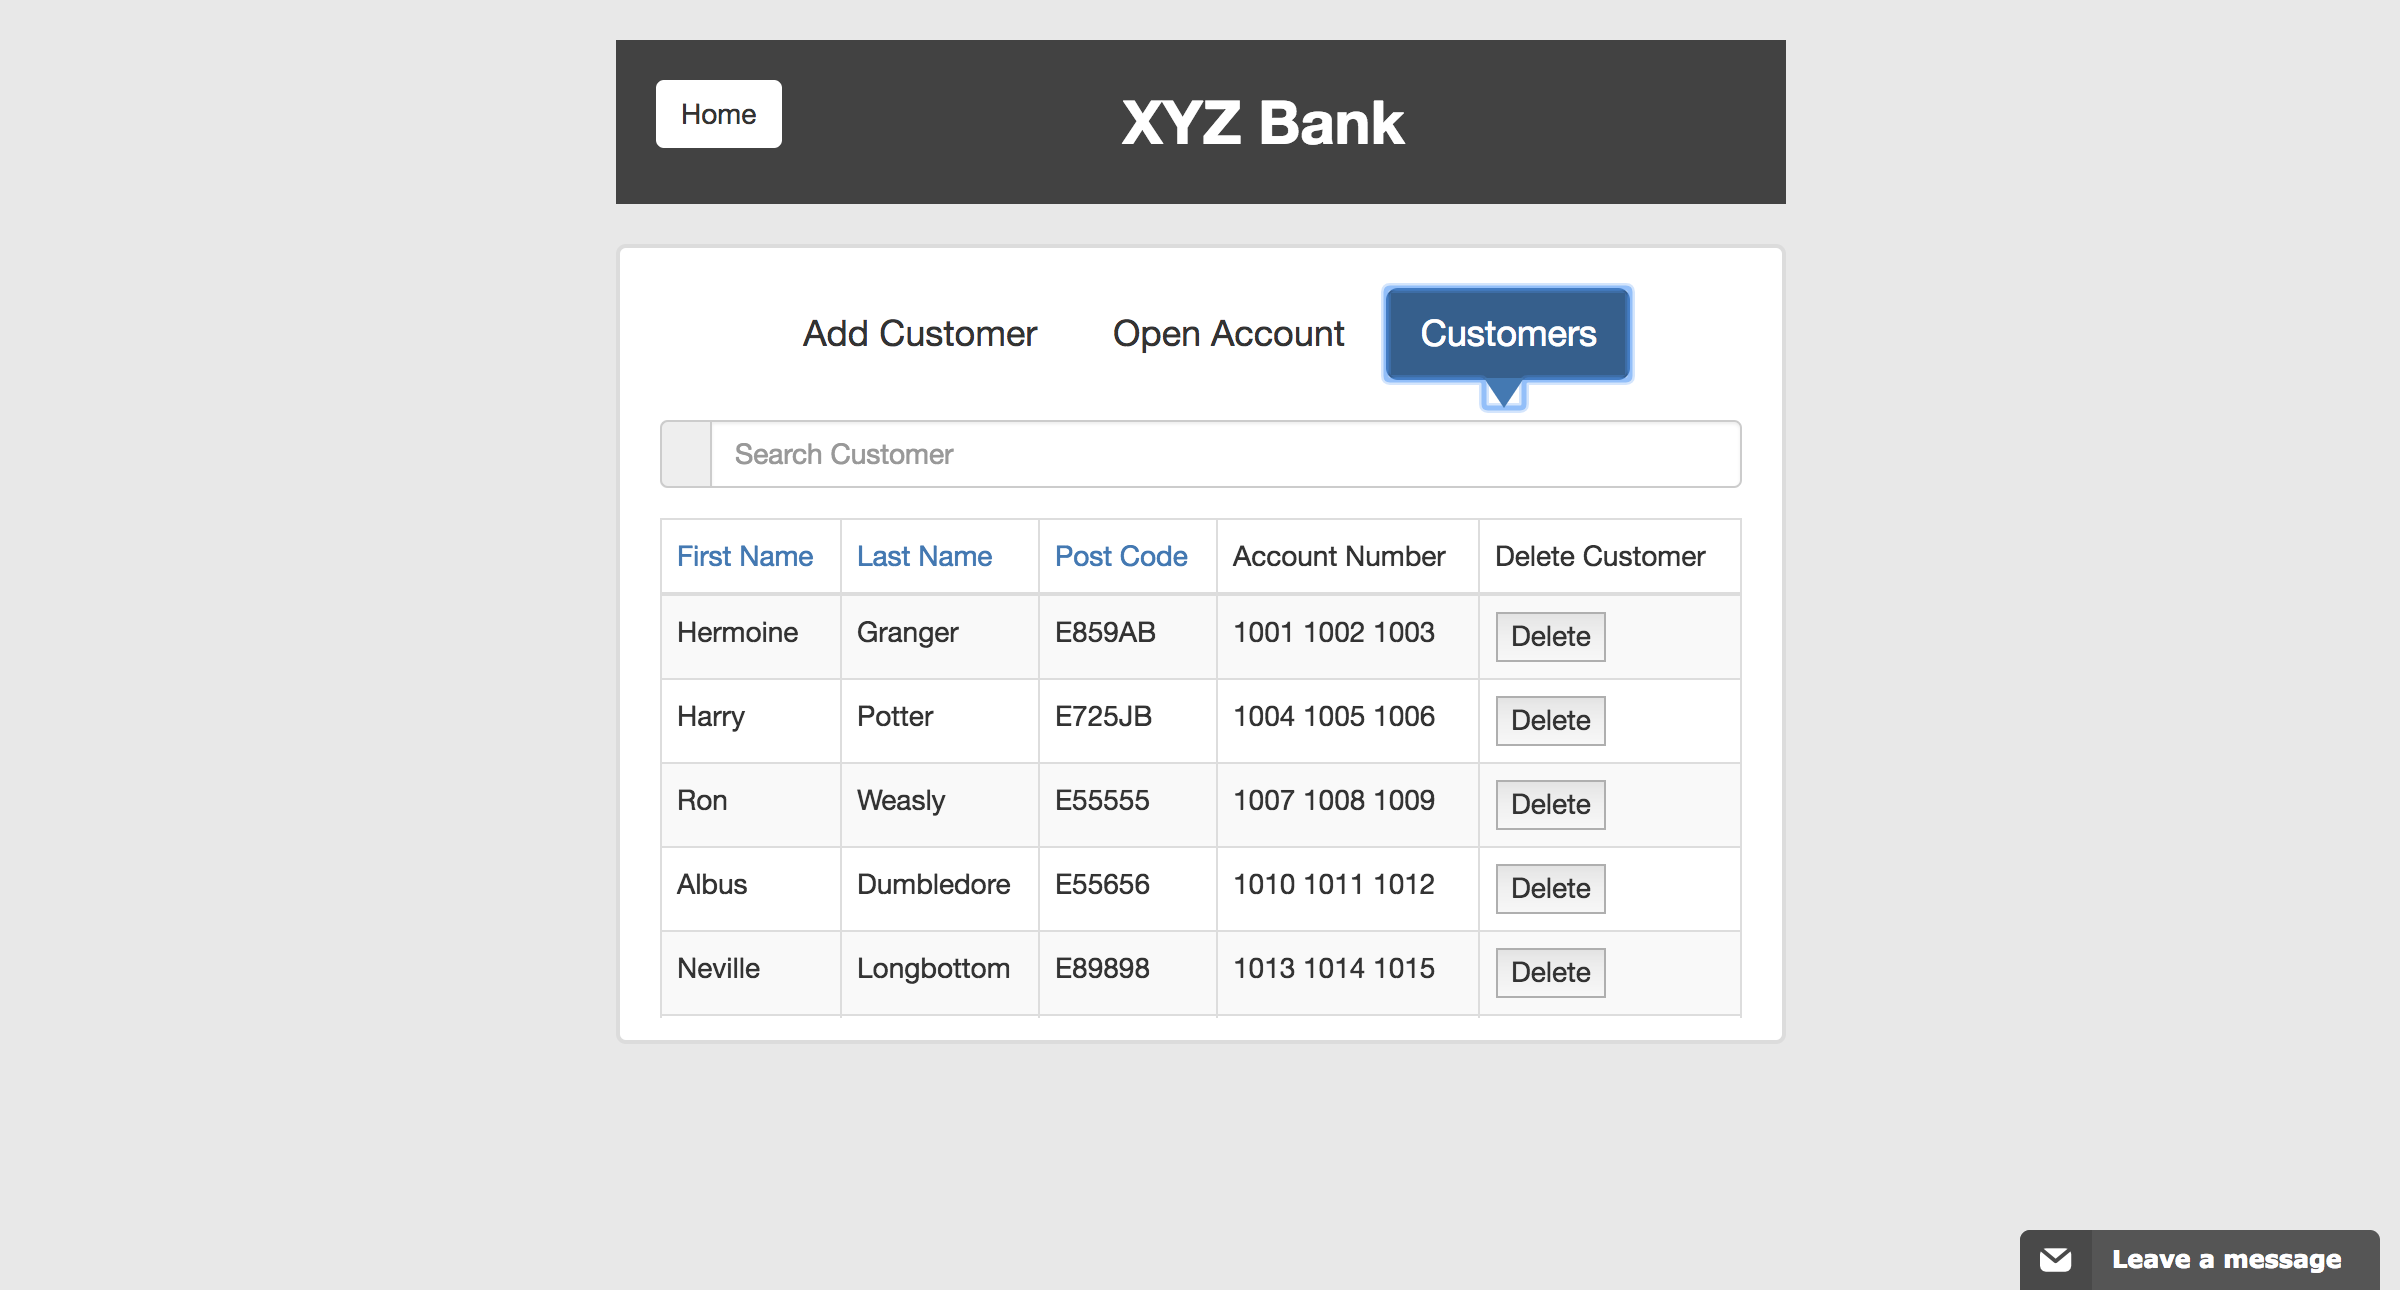 Home
XYZ Bank
Add Customer Open Account Customers
Search Customer
First Name Last Name Post Code Account Number Delete Customer
Hermoine Granger E859AB 1001 1002 1003 Delete
Harry Potter E725JB 1004 1005 1006 Delete
Ron Weasly E55555 1007 1008 1009 Delete
Albus Dumbledore E55656 1010 1011 1012 Delete
Neville Longbottom E89898 1013 1014 1015 Delete
Leave a message